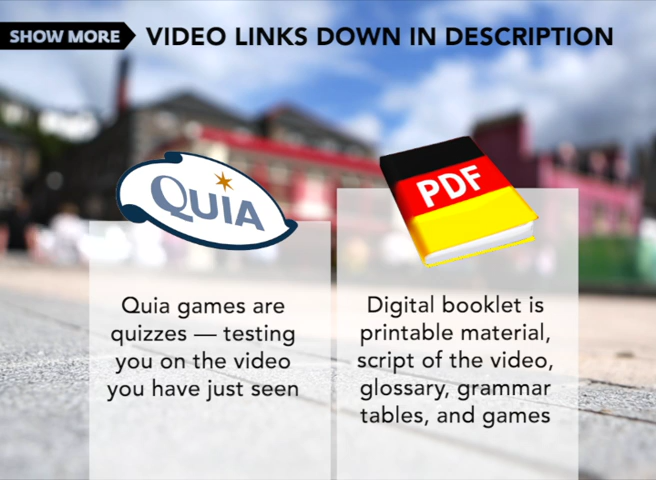 SHOW MORE VIDEO LINKS DOWN IN DESCRIPTION
QUIA
PDF
Quia games are
quizzes — testing
you on the video
you have just seen
Digital booklet is
printable material,
script of the video,
glossary, grammar
tables, and games